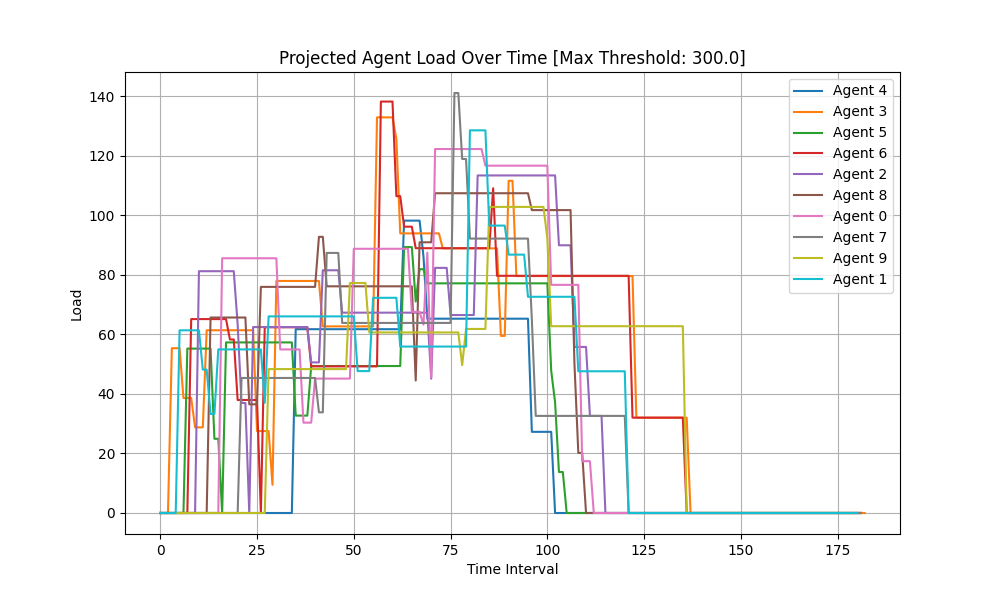 Projected Agent Load Over Time [Max Threshold: 300.0]
Load
140
120
100
80
60
40
20
0
0 25 50 75 100 125 150 175
Time Interval
Agent 4
Agent 3
Agent 5
Agent 6
Agent 2
Agent 8
Agent 0
Agent 7
Agent 9
Agent 1